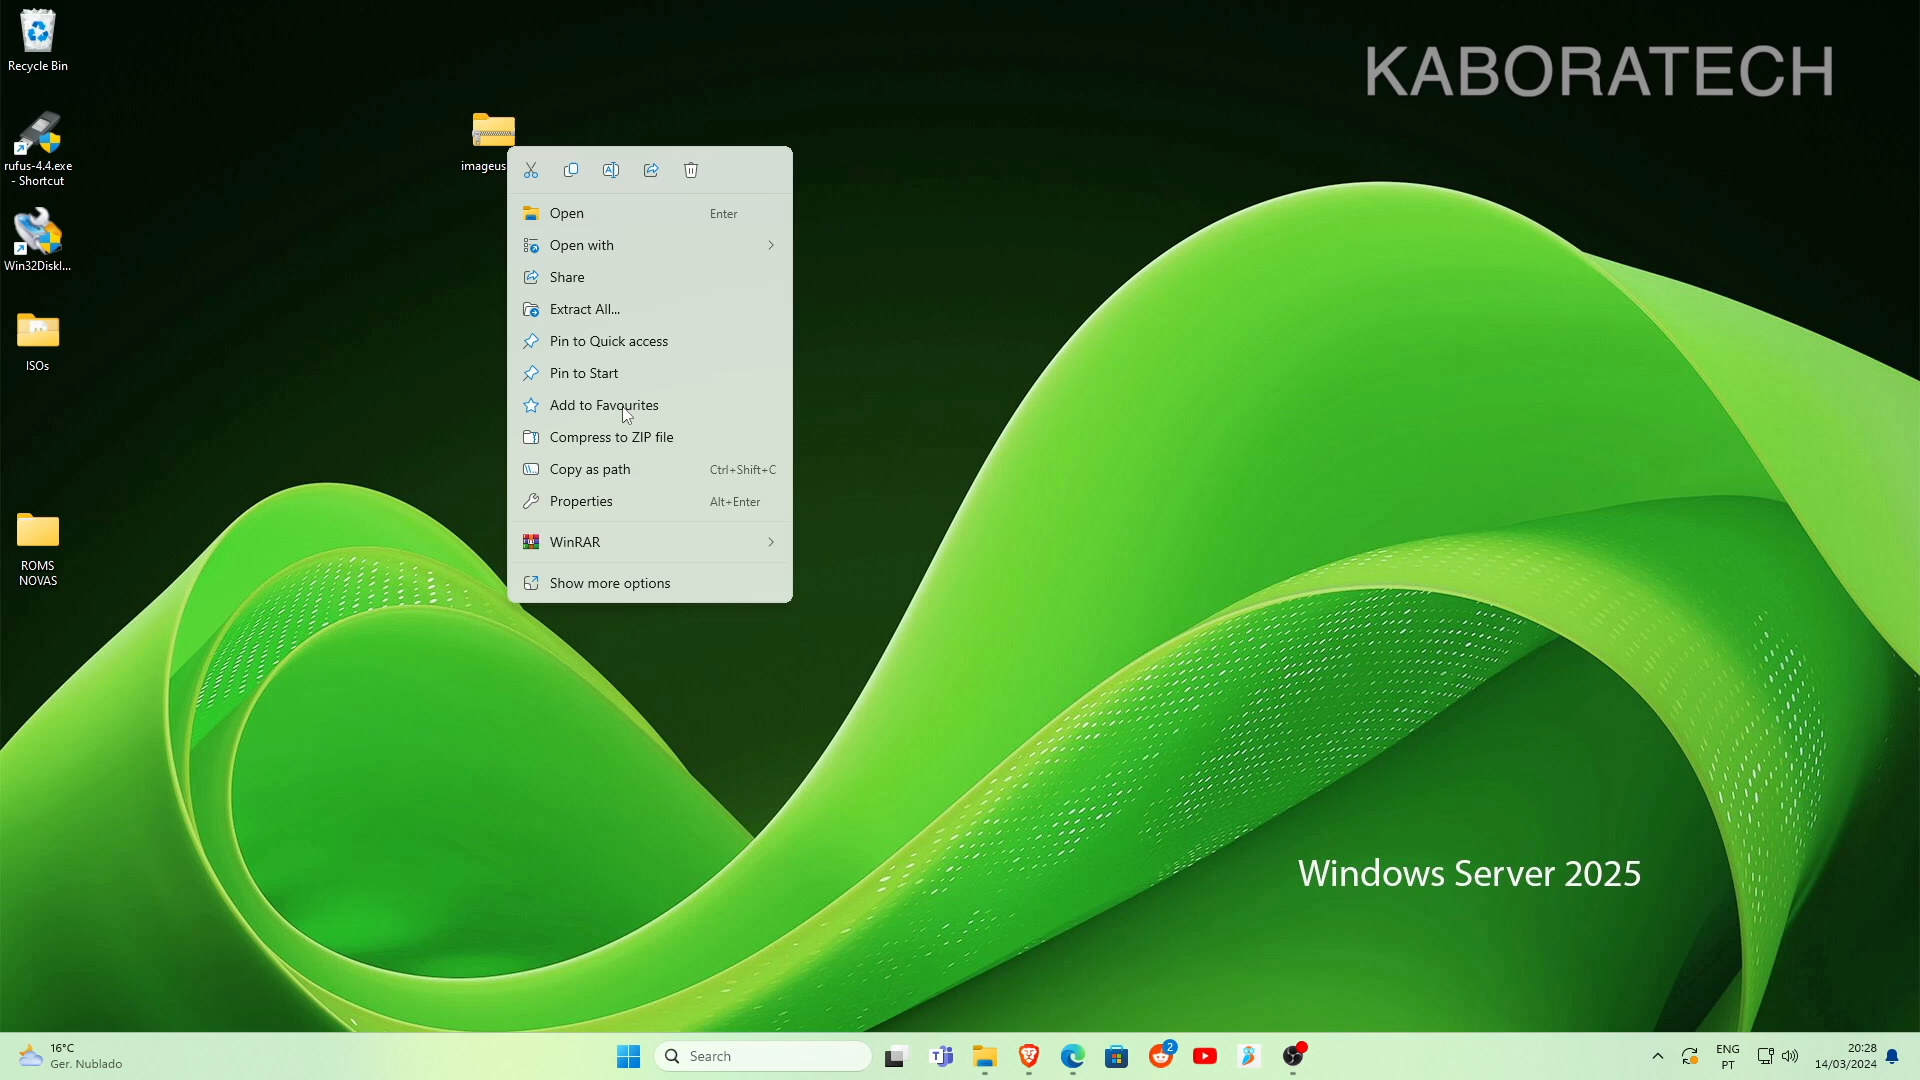 Recycle Bin
KABORATECH
rufus-4.4.exe
- Shortcut
imageus
Win32DiskI...
ISOs
ROMS
NOVAS
Open Enter
Open with
Share
Extract All...
Pin to Quick access
Pin to Start
Add to Favourites
Compress to ZIP file
Copy as path Ctrl+Shift+C
Properties Alt+Enter
WinRAR
Show more options
Windows Server 2025
16°C
Ger. Nublado
Search
2
ENG
PT
20:28
14/03/2024